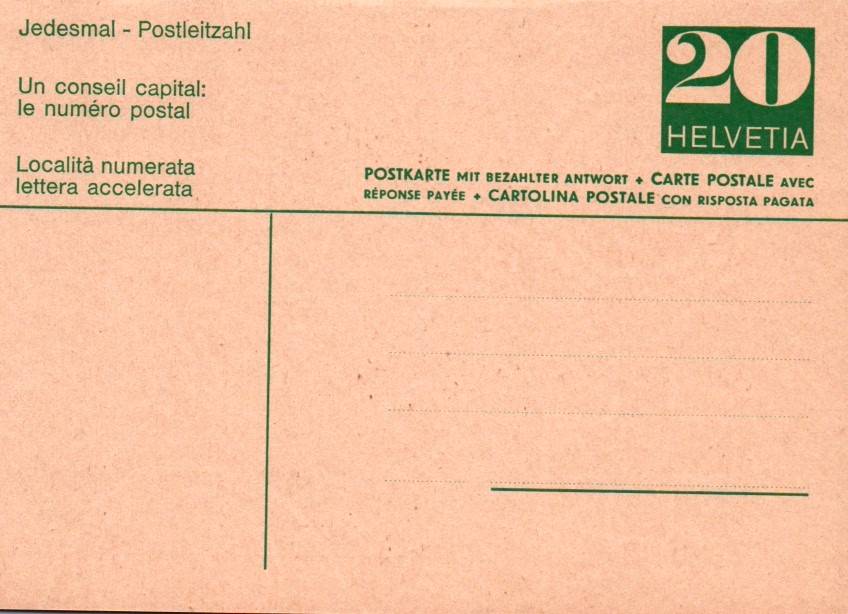 Jedesmal - Postleitzahl
Un conseil capital:
le numéro postal
Località numerata
lettera accelerata
20
HELVETIA
POSTKARTE MIT BEZAHLTER ANTWORT + CARTE POSTALE AVEC
RÉPONSE PAYÉE + CARTOLINA POSTALE CON RISPOSTA PAGATA